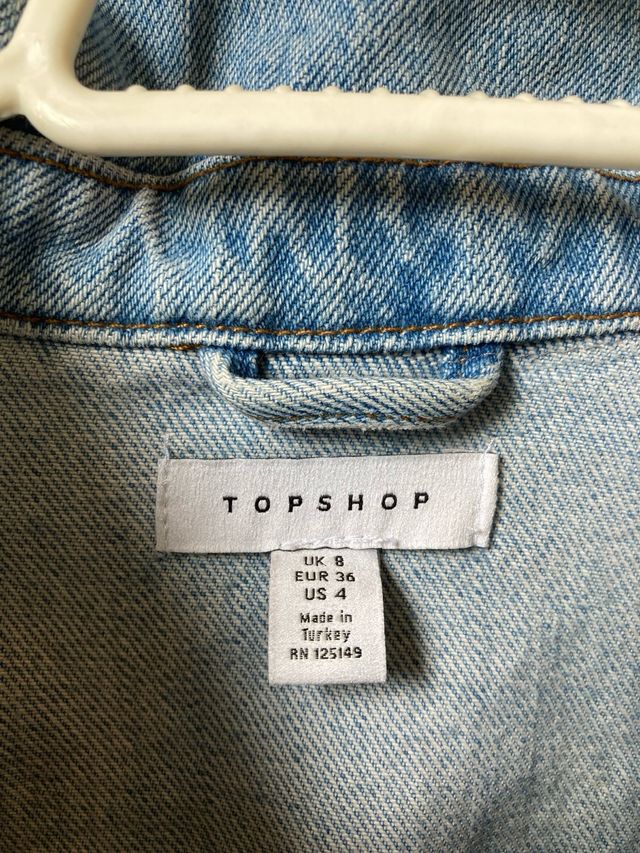 TOPSHOP
UK 8
EUR 36
US 4
Made in
Turkey
RN 125149